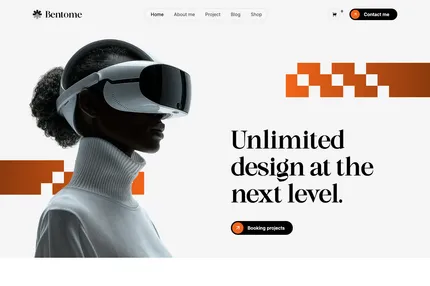 Bentome
Home About me Project Blog Shop
Contact me
Unlimited
design at the
next level.
Booking projects